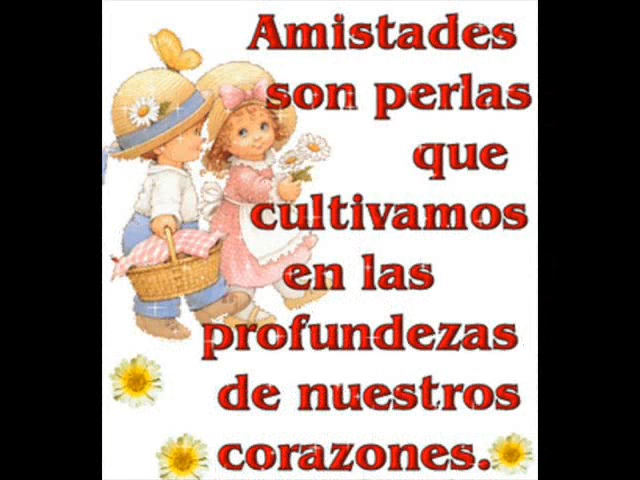 Amistades
son perlas
que
cultivamos
en las
profundezas
de nuestros
corazones.